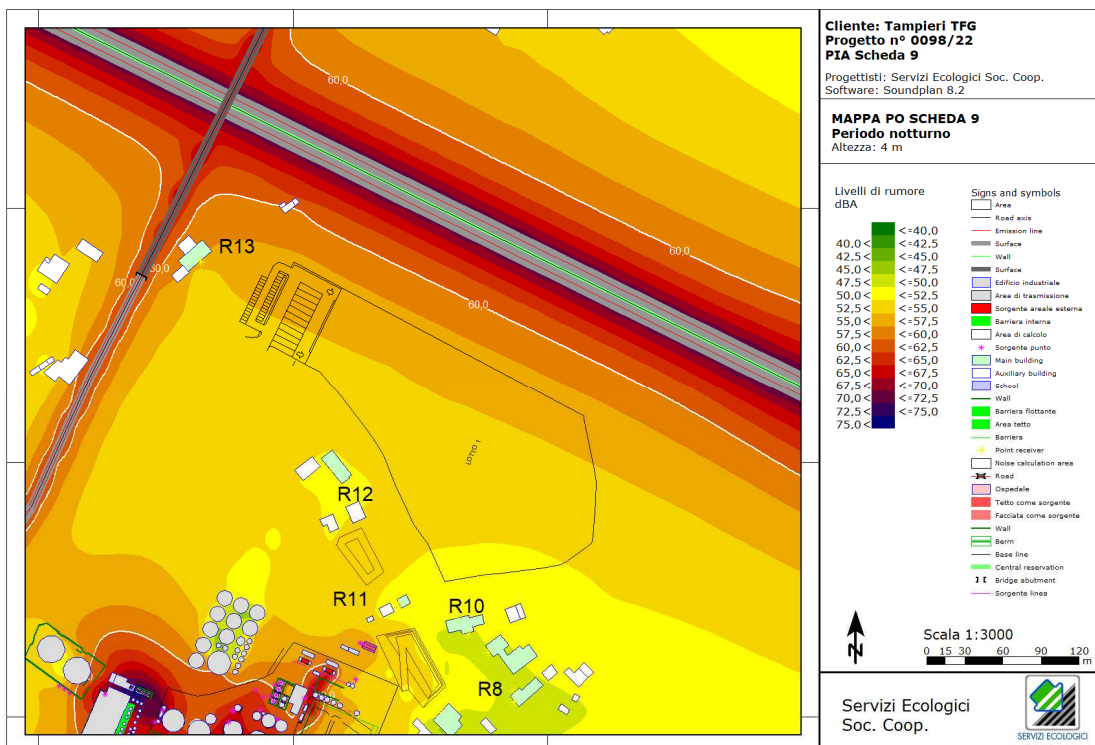 Cliente: Tampieri TFG
Progetto n° 0098/22
PIA Scheda 9
Progettisti: Servizi Ecologici Soc. Coop.
Software: Soundplan 8.2
MAPPA PO SCHEDA 9
Periodo notturno
Altezza: 4 m
Livelli di rumore
dBA
<=40,0
40,0< <=42,5
42,5< <=45,0
45,0< <=47,5
47,5< <=50,0
50,0< <=52,5
52,5< <=55,0
55,0< <=57,5
57,5< <=60,0
60,0< <=62,5
62,5< <=65,0
65,0< <=67,5
67,5< <=70,0
70,0< <=72,5
72,5< <=75,0
75,0<
Signs and symbols
Area
Road axis
Emission line
Surface
Wall
Surface
Edificio industriale
Area di trasmissione
Sorgente areale esterna
Barriera interna
Area di calcolo
Sorgente punto
Main building
Auxiliary building
School
Wall
Barriera flottante
Area tetto
Barriera
Point receiver
Noise calculation area
Road
Ospedale
Tetto come sorgente
Facciata come sorgente
Wall
Berm
Base line
Central reservation
Bridge abutment
Sorgente linea
N
Scala 1:3000
0 15 30 60 90 120
m
Servizi Ecologici
Soc. Coop.
SERVIZI ECOLOGICI
60,0
R13
60,0
60,0
60,0
LOTTO 1
R12
R11
R10
R8